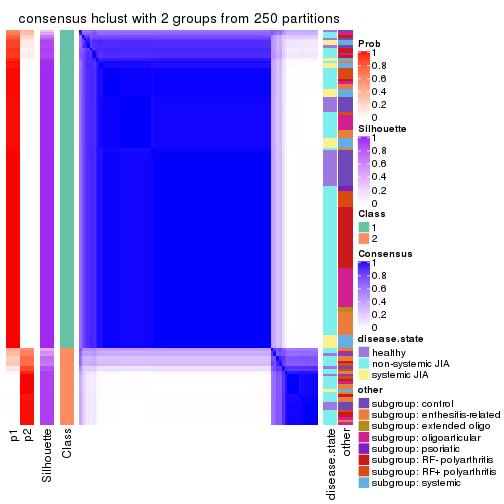 consensus hclust with 2 groups from 250 partitions
Prob
1
0.8
0.6
0.4
0.2
0
Silhouette
1
0.8
0.6
0.4
0.2
0
Class
1
2
Consensus
1
0.8
0.6
0.4
0.2
0
disease.state
healthy
non-systemic JIA
systemic JIA
other
subgroup: control
subgroup: enthesitis-related
subgroup: extended oligo
subgroup: oligoarticular
subgroup: psoriatic
subgroup: RF- polyarthritis
subgroup: RF+ polyarthritis
subgroup: systemic
p1
p2
Silhouette
Class
disease.state
other